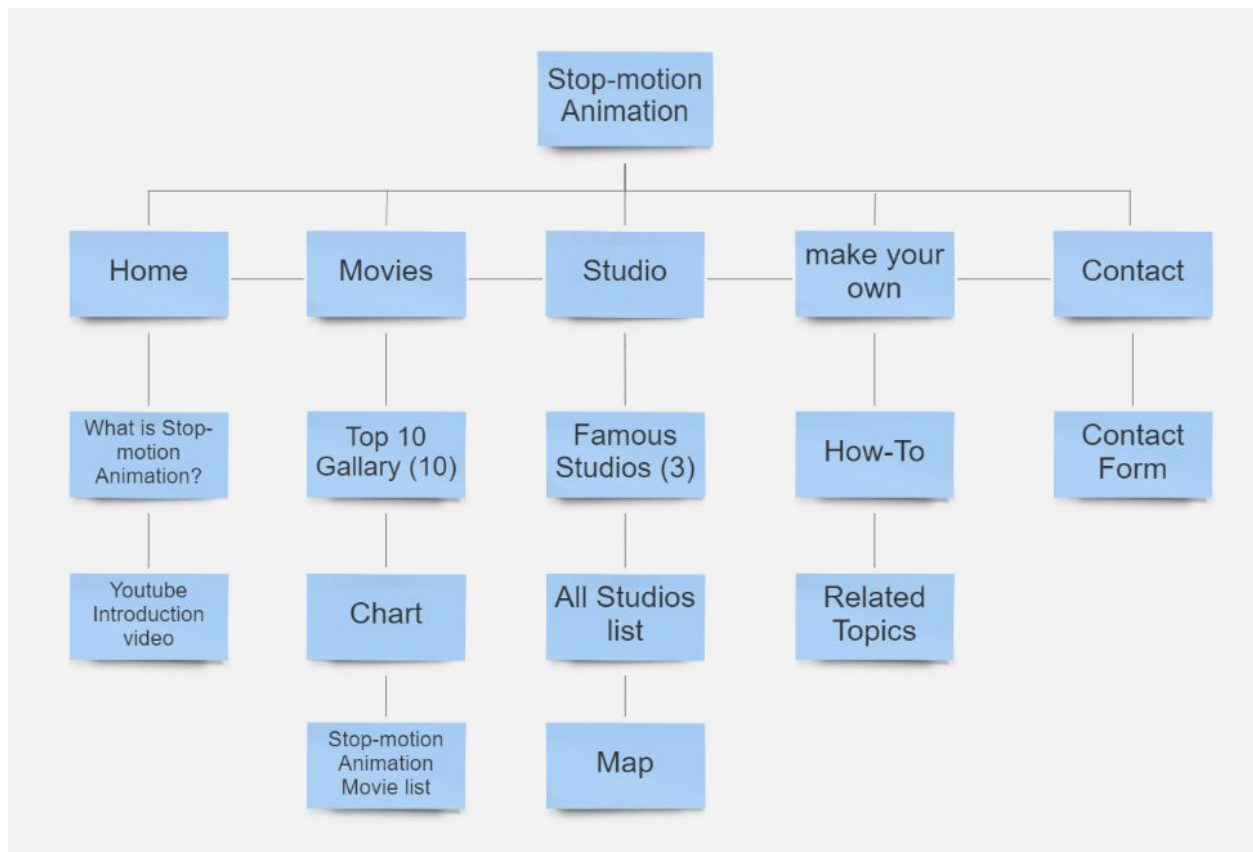 Stop-motion
Animation
Home
Movies
Studio
make your
own
Contact
What is Stop-
motion
Animation?
Top 10
Gallary (10)
Famous
Studios (3)
How-To
Contact
Form
Youtube
Introduction
video
Chart
All Studios
list
Related
Topics
Stop-motion
Animation
Movie list
Map